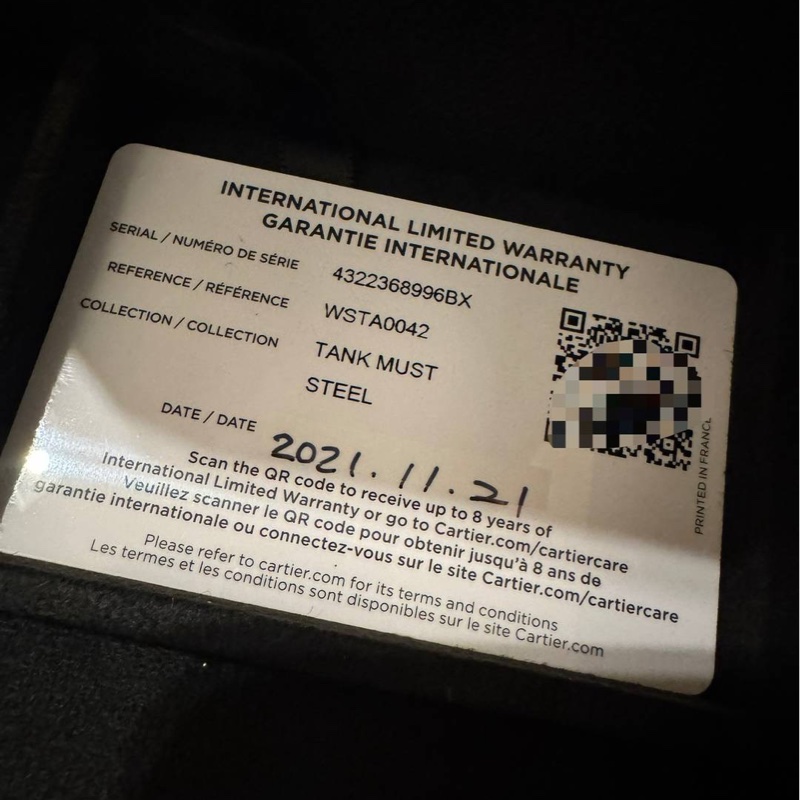 INTERNATIONAL LIMITED WARRANTY
GARANTIE INTERNATIONALE
SERIAL / NUMÉRO DE SÉRIE 4322368996BX
REFERENCE / RÉFÉRENCE WSTA0042
COLLECTION / COLLECTION TANK MUST
STEEL
DATE / DATE 2021.11.21
Scan the QR code to receive up to 8 years of
International Limited Warranty or go to Cartier.com/cartiercare
Veuillez scanner le QR code pour obtenir jusqu'à 8 ans de
garantie internationale ou connectez-vous sur le site Cartier.com/cartiercare
Please refer to cartier.com for its terms and conditions
Les termes et les conditions sont disponibles sur le site Cartier.com
PRINTED IN FRANCE